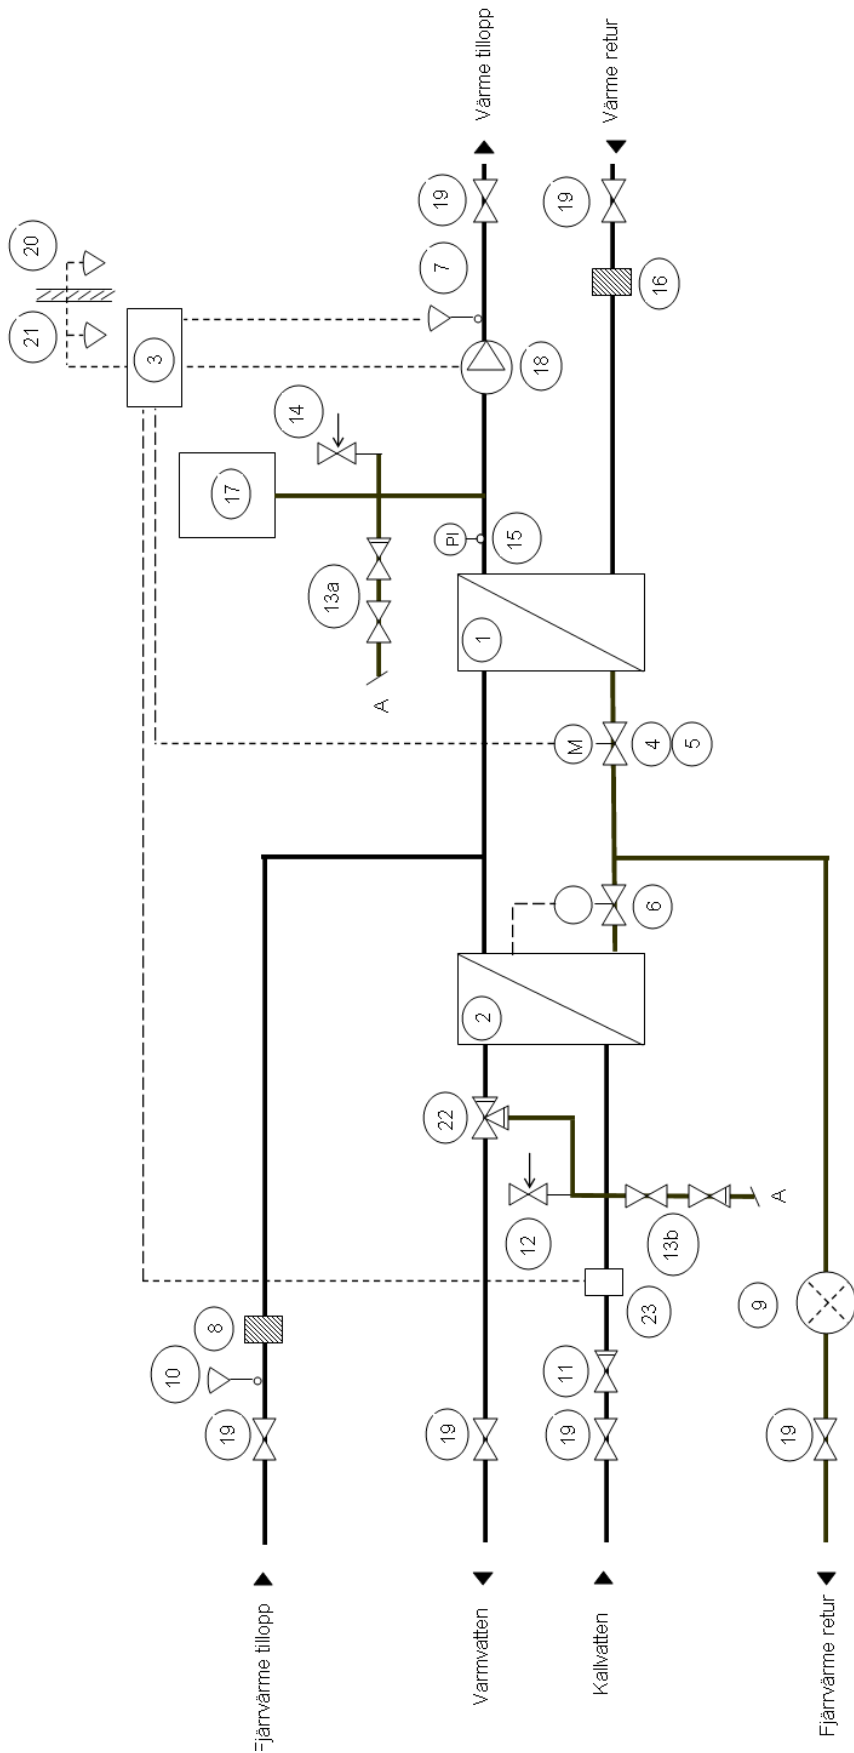 21
20
3
10
8
19
17
Fjärrvärme tillopp
14
13a
A
19
22
PI
7
19
Varmvatten
2
1
Värme tillopp
15
12
18
19
11
M
19
Kallvatten
Värme retur
23
13b
6
4
16
5
9
A
19
Fjärrvärme retur